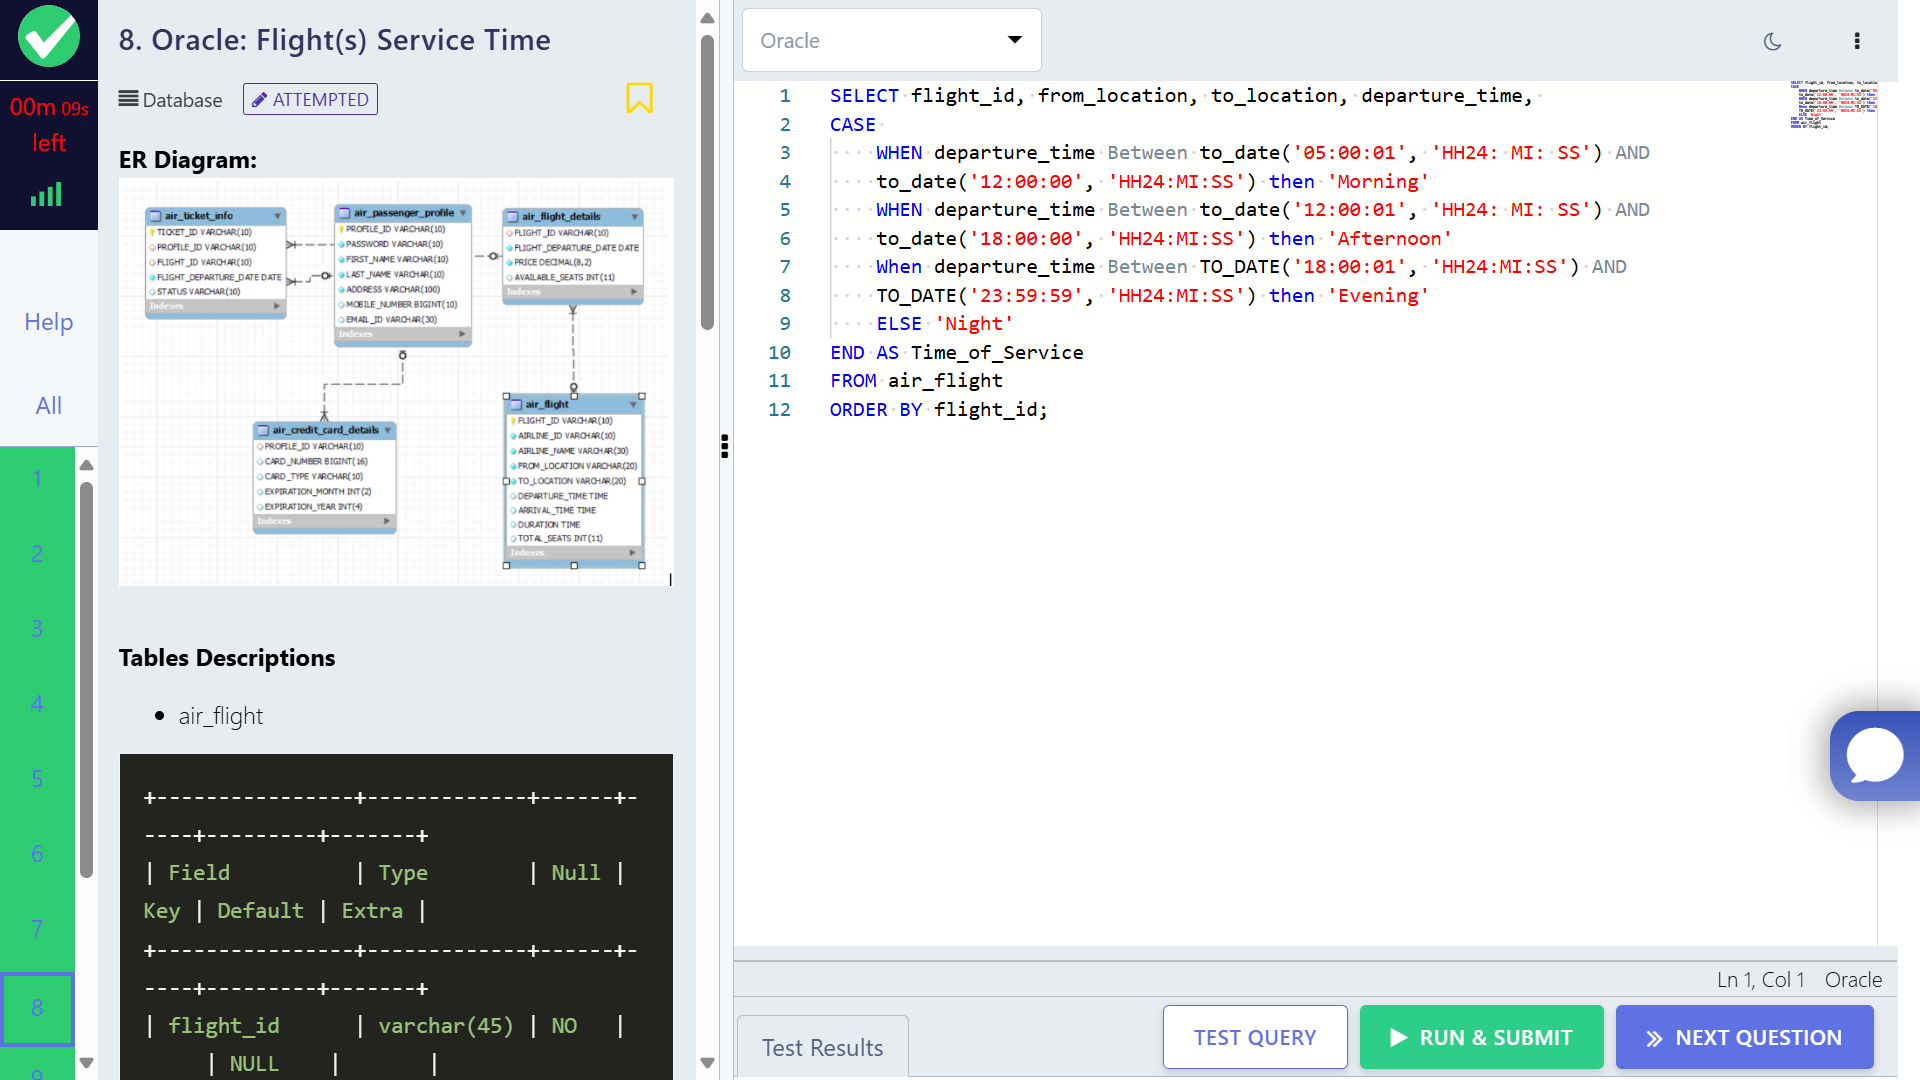 00m 09s
left
Help
All
1
2
3
4
5
6
7
8
9
8. Oracle: Flight(s) Service Time
Database
ATTEMPTED
ER Diagram:
air_ticket_info
TICKET_ID VARCHAR(10)
PROFILE_ID VARCHAR(10)
FLIGHT_ID VARCHAR(10)
FLIGHT_DEPARTURE_DATE DATE
STATUS VARCHAR(10)
Indexes
air_passenger_profile
PROFILE_ID VARCHAR(10)
PASSWORD VARCHAR(10)
FIRST_NAME VARCHAR(10)
LAST_NAME VARCHAR(10)
ADDRESS VARCHAR(100)
MOBILE_NUMBER BIGINT(10)
EMAIL_ID VARCHAR(30)
Indexes
air_flight_details
FLIGHT_ID VARCHAR(10)
FLIGHT_DEPARTURE_DATE DATE
PRICE DECIMAL(8,2)
AVAILABLE_SEATS INT(11)
Indexes
air_credit_card_details
PROFILE_ID VARCHAR(10)
CARD_NUMBER BIGINT(16)
CARD_TYPE VARCHAR(10)
EXPIRATION_MONTH INT(2)
EXPIRATION_YEAR INT(4)
Indexes
air_flight
FLIGHT_ID VARCHAR(10)
AIRLINE_ID VARCHAR(10)
AIRLINE_NAME VARCHAR(30)
FROM_LOCATION VARCHAR(20)
TO_LOCATION VARCHAR(20)
DEPARTURE_TIME TIME
ARRIVAL_TIME TIME
DURATION TIME
TOTAL_SEATS INT(11)
Indexes
Tables Descriptions
• air_flight
+----------------+-------------+------+-
----+---------+-------+
| Field | Type | Null |
Key | Default | Extra |
+----------------+-------------+------+-
----+---------+-------+
| flight_id | varchar(45) | NO |
| NULL | |
Oracle
1 SELECT flight_id, from_location, to_location, departure_time,
2 CASE
3 WHEN departure_time Between to_date('05:00:01', 'HH24: MI: SS') AND
4 to_date('12:00:00', 'HH24:MI:SS') then 'Morning'
5 WHEN departure_time Between to_date('12:00:01', 'HH24: MI: SS') AND
6 to_date('18:00:00', 'HH24:MI:SS') then 'Afternoon'
7 When departure_time Between TO_DATE('18:00:01', 'HH24:MI:SS') AND
8 TO_DATE('23:59:59', 'HH24:MI:SS') then 'Evening'
9 ELSE 'Night'
10 END AS Time_of_Service
11 FROM air_flight
12 ORDER BY flight_id;
Ln 1, Col 1 Oracle
Test Results
TEST QUERY
RUN & SUBMIT
NEXT QUESTION